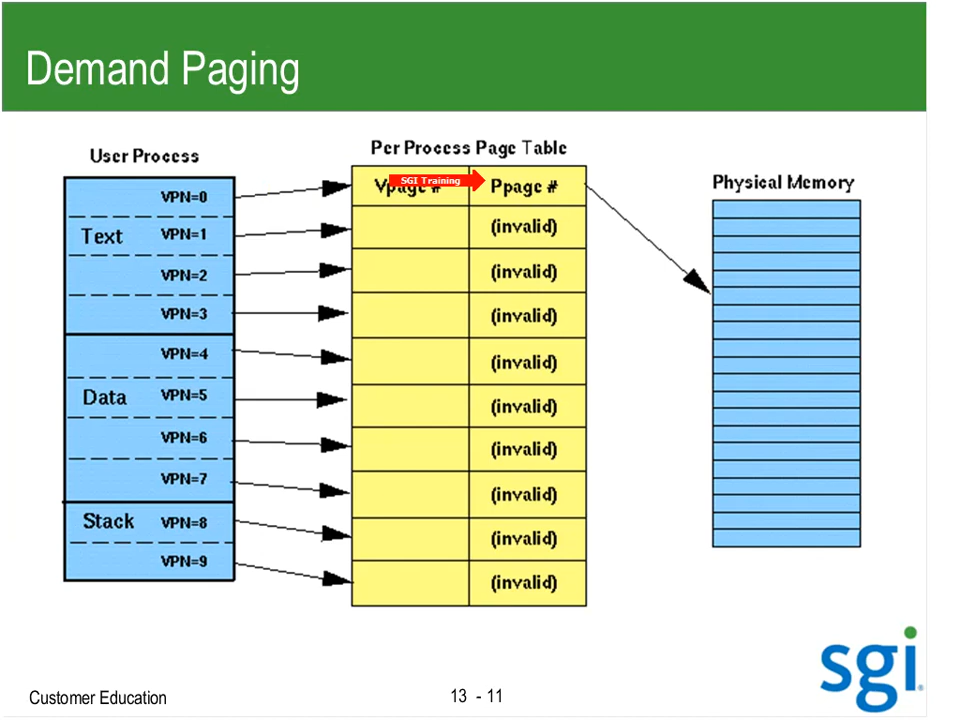 Demand Paging
User Process
Per Process Page Table
Physical Memory
VPN=0
Text VPN=1
VPN=2
VPN=3
VPN=4
Data VPN=5
VPN=6
VPN=7
Stack VPN=8
VPN=9
Vpage # Ppage #
SGI Training
(invalid)
(invalid)
(invalid)
(invalid)
(invalid)
(invalid)
(invalid)
(invalid)
(invalid)
sgi
Customer Education
13 - 11